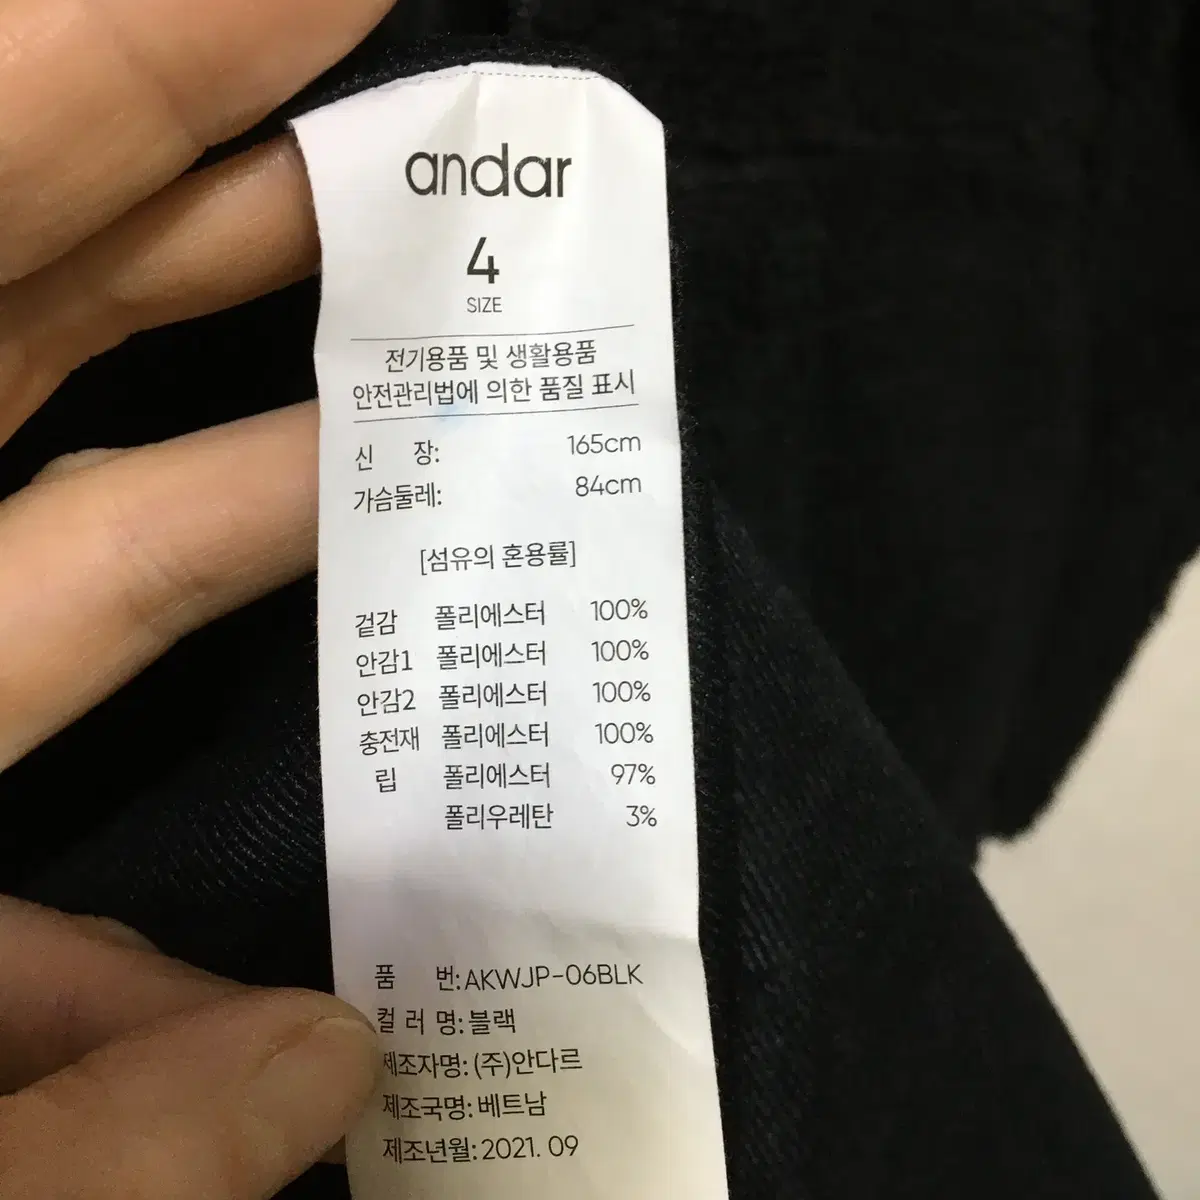 andar
4
SIZE
전기용품 및 생활용품
안전관리법에 의한 품질 표시
신 장: 165cm
가슴둘레: 84cm
[섬유의 혼용률]
겉감 폴리에스터 100%
안감1 폴리에스터 100%
안감2 폴리에스터 100%
충전재 폴리에스터 100%
립 폴리에스터 97%
폴리우레탄 3%
품 번: AKWJP-06BLK
컬 러 명: 블랙
제조자명: (주)안다르
제조국명: 베트남
제조년월: 2021. 09